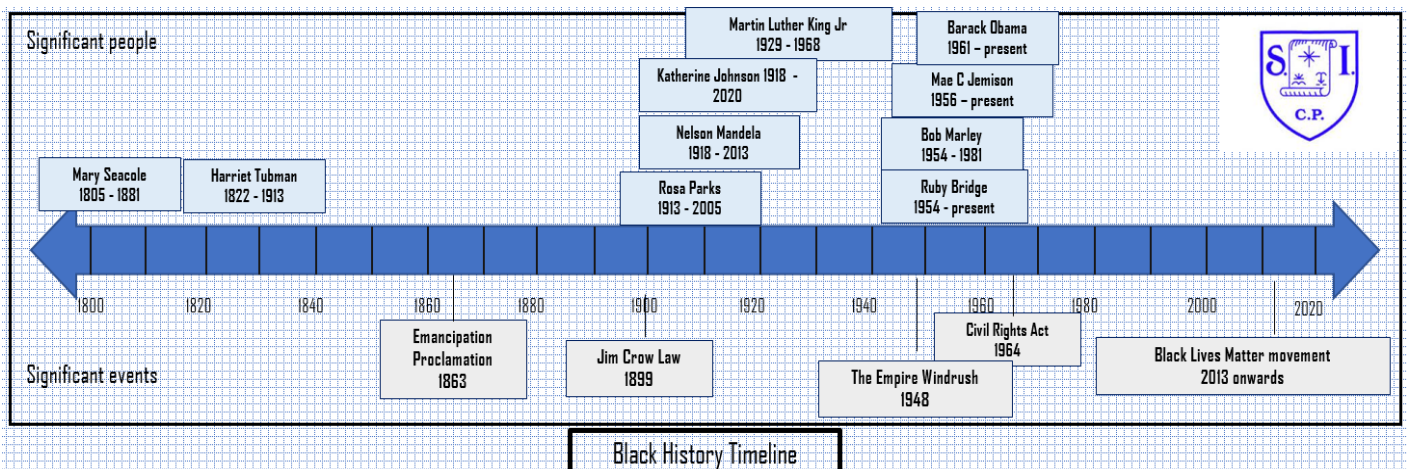 Significant people
Martin Luther King Jr
1929 - 1968
Barack Obama
1961 – present
Katherine Johnson 1918 -
2020
Mae C Jemison
1956 – present
Nelson Mandela
1918 - 2013
Bob Marley
1954 - 1981
Mary Seacole
1805 - 1881
Harriet Tubman
1822 - 1913
Rosa Parks
1913 - 2005
Ruby Bridge
1954 - present
S. I.
C.P.
1800 1820 1840 1860 1880 1900 1920 1940 1960 1980 2000 2020
Emancipation
Proclamation
1863
Jim Crow Law
1899
Civil Rights Act
1964
The Empire Windrush
1948
Black Lives Matter movement
2013 onwards
Significant events
Black History Timeline